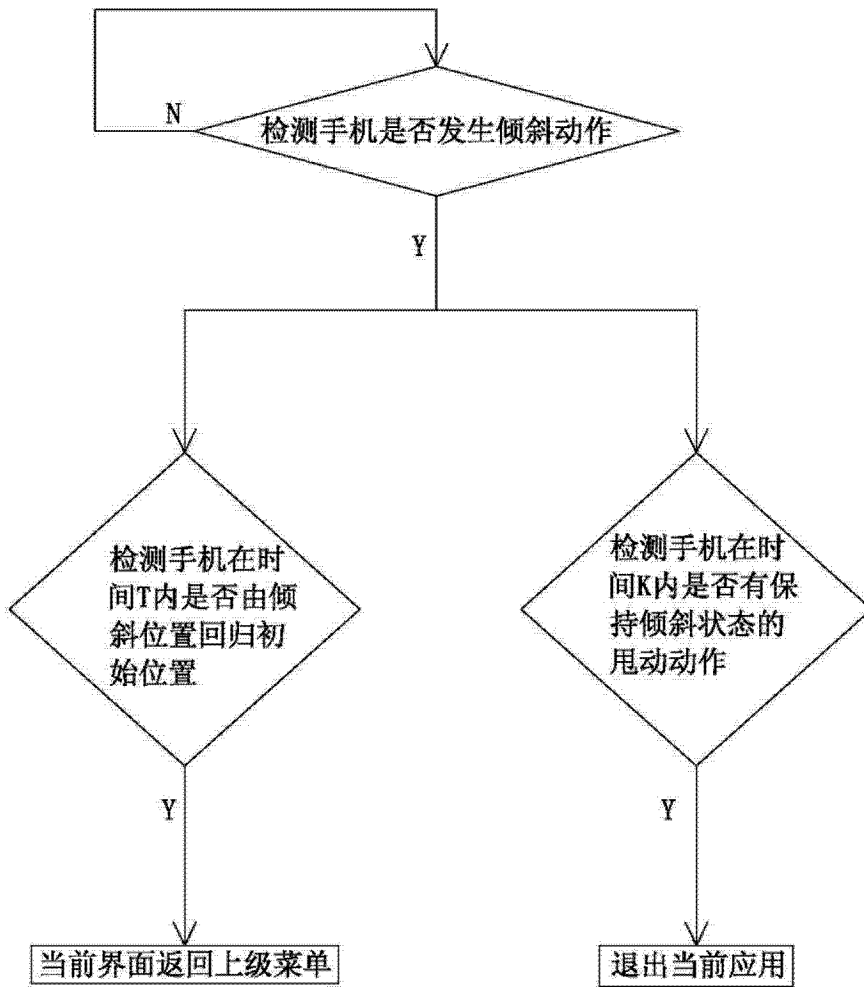 N
检测手机是否发生倾斜动作
Y
检测手机在时
间T内是否由倾
斜位置回归初
始位置
检测手机在时
间K内是否有保
持倾斜状态的
甩动动作
Y
Y
当前界面返回上级菜单
退出当前应用